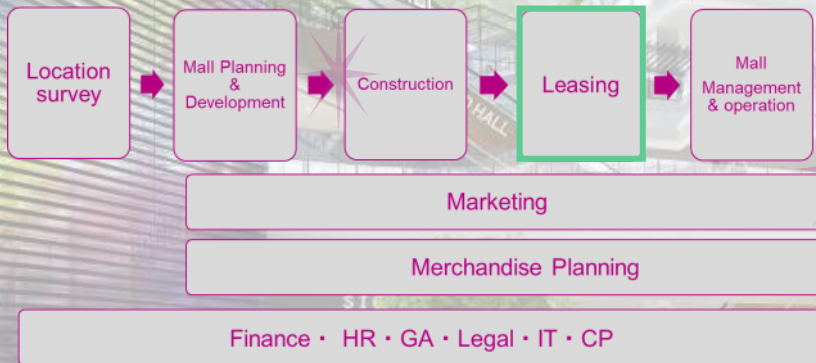 Location
survey
Mall Planning
&
Development
Construction
Leasing
Mall
Management
& operation
HALL
Marketing
Merchandise Planning
Finance・ HR・GA・Legal・IT・CP